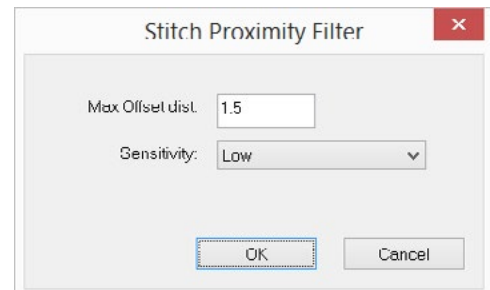 Stitch Proximity Filter
Max Offset dist. 1.5
Sensitivity: Low
OK Cancel